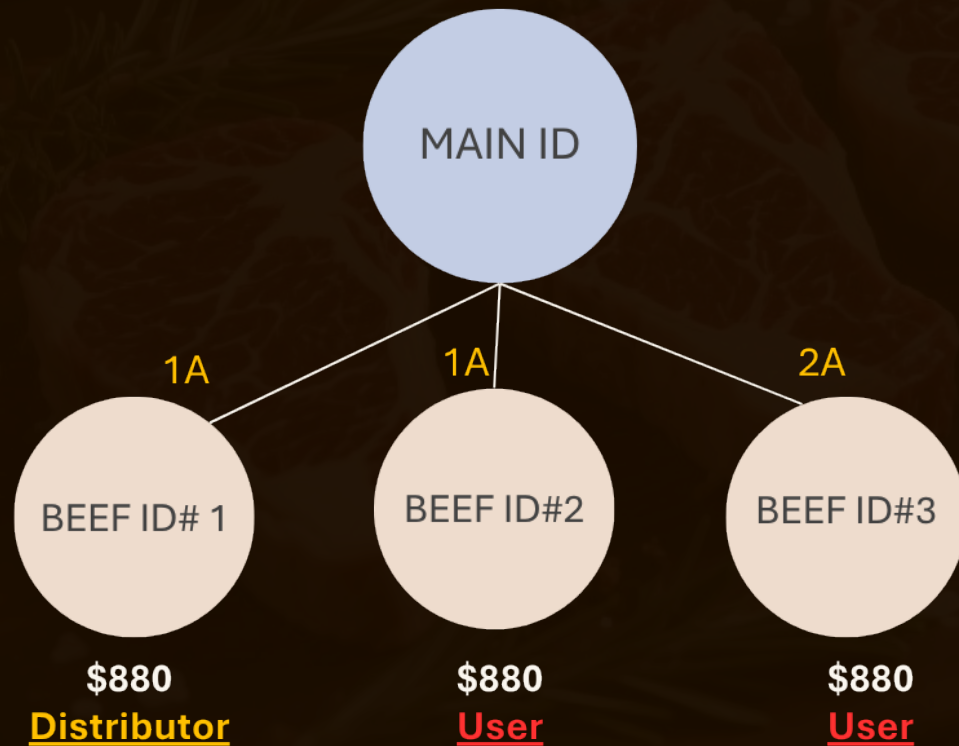 MAIN ID
1A
1A
2A
BEEF ID# 1
BEEF ID#2
BEEF ID#3
$880
$880
$880
Distributor
User
User